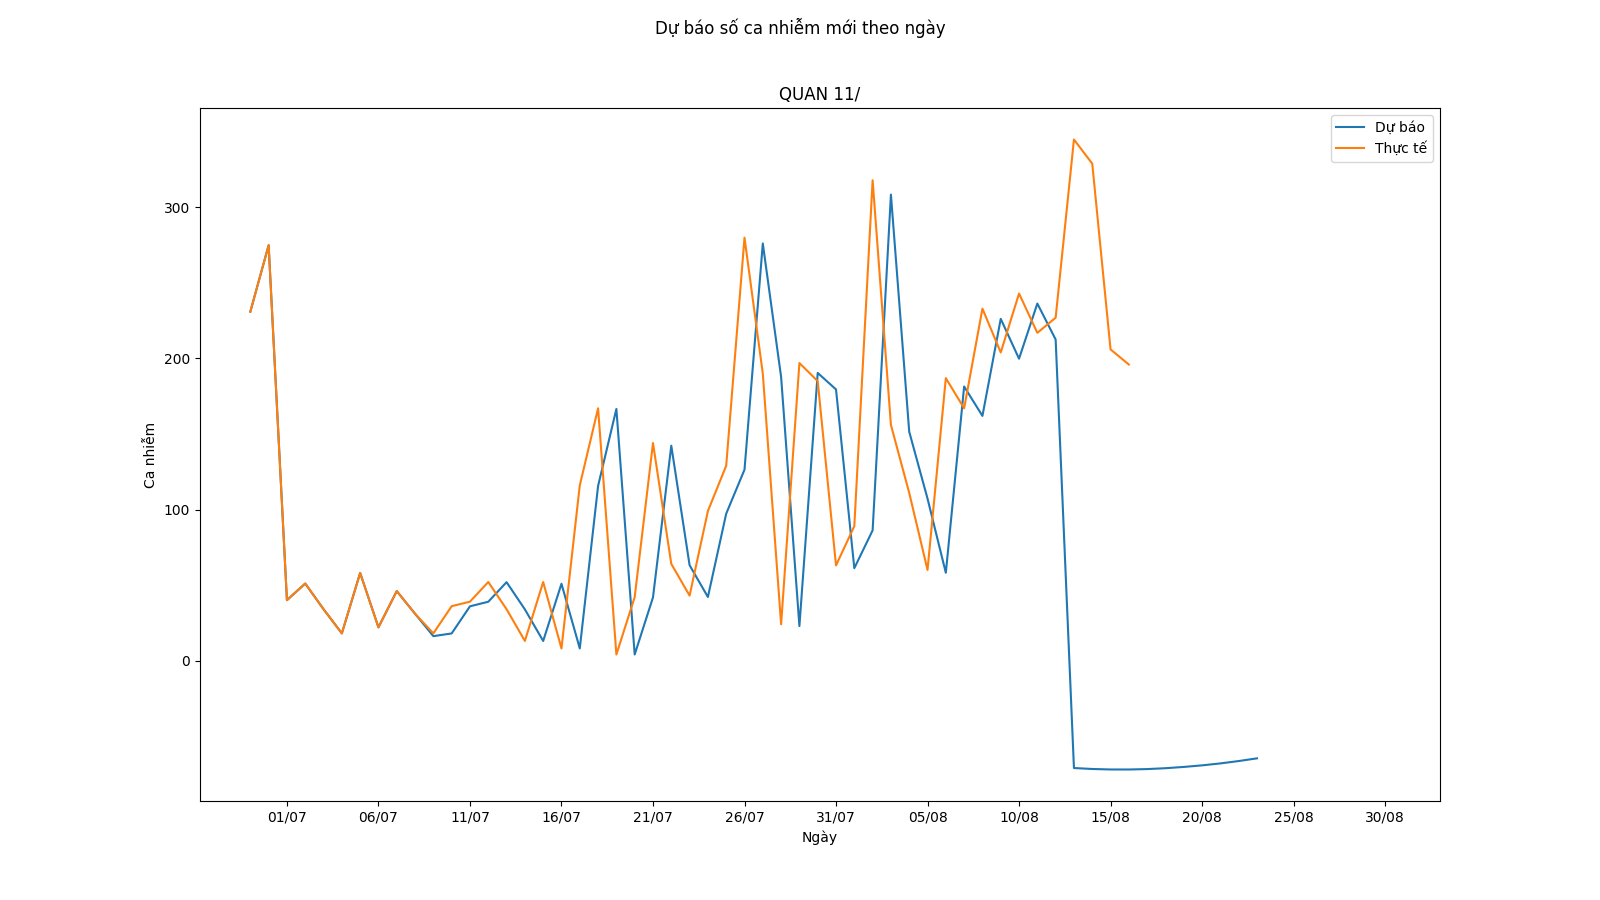 Dự báo số ca nhiễm mới theo ngày
QUAN 11/
Dự báo
Thực tế
300
200
100
0
Ca nhiễm
01/07 06/07 11/07 16/07 21/07 26/07 31/07 05/08 10/08 15/08 20/08 25/08 30/08
Ngày